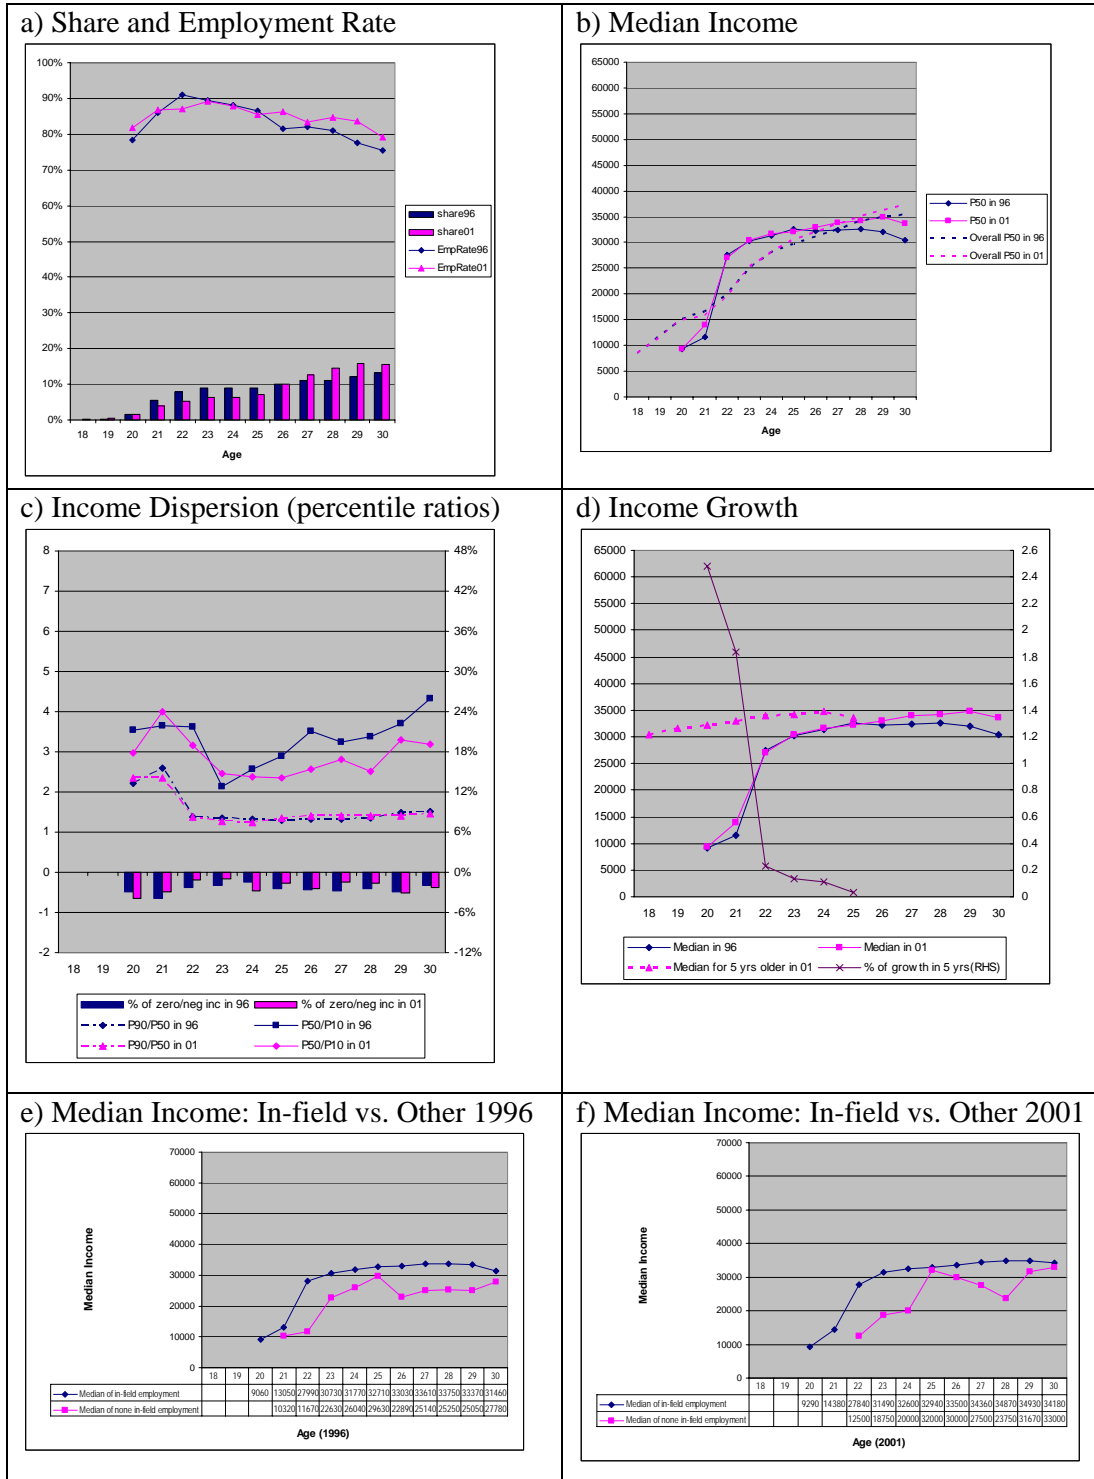 a) Share and Employment Rate
100%
90%
80%
70%
60%
50%
40%
30%
20%
10%
0%
18 19 20 21 22 23 24 25 26 27 28 29 30
Age
share96
share01
EmpRate96
EmpRate01
b) Median Income
65000
60000
55000
50000
45000
40000
35000
30000
25000
20000
15000
10000
5000
0
18 19 20 21 22 23 24 25 26 27 28 29 30
Age
P50 in 96
P50 in 01
Overall P50 in 96
Overall P50 in 01
c) Income Dispersion (percentile ratios)
8 48%
7 42%
6 36%
5 30%
4 24%
3 18%
2 12%
1 6%
0 0%
-1 -6%
-2 -12%
18 19 20 21 22 23 24 25 26 27 28 29 30
% of zero/neg inc in 96 % of zero/neg inc in 01
P90/P50 in 96 P50/P10 in 96
P90/P50 in 01 P50/P10 in 01
d) Income Growth
65000 2.6
60000 2.4
55000 2.2
50000 2
45000 1.8
40000 1.6
35000 1.4
30000 1.2
25000 1
20000 0.8
15000 0.6
10000 0.4
5000 0.2
0 0
18 19 20 21 22 23 24 25 26 27 28 29 30
Median in 96 Median in 01
Median for 5 yrs older in 01 % of growth in 5 yrs(RHS)
e) Median Income: In-field vs. Other 1996
70000
60000
50000
40000
30000
20000
10000
0
Median Income
18 19 20 21 22 23 24 25 26 27 28 29 30
Median of in-field employment 9060 13050 27990 30730 31770 32710 33030 33610 33750 33370 31460
Median of none in-field employment 10320 11670 22630 26040 29630 22890 25140 25250 25050 27780
Age (1996)
f) Median Income: In-field vs. Other 2001
70000
60000
50000
40000
30000
20000
10000
0
Median Income
18 19 20 21 22 23 24 25 26 27 28 29 30
Median of in-field employment 9290 14380 27840 31490 32600 32940 33500 34360 34870 34930 34180
Median of none in-field employment 12500 18750 20000 32000 30000 27500 23750 31670 33000
Age (2001)